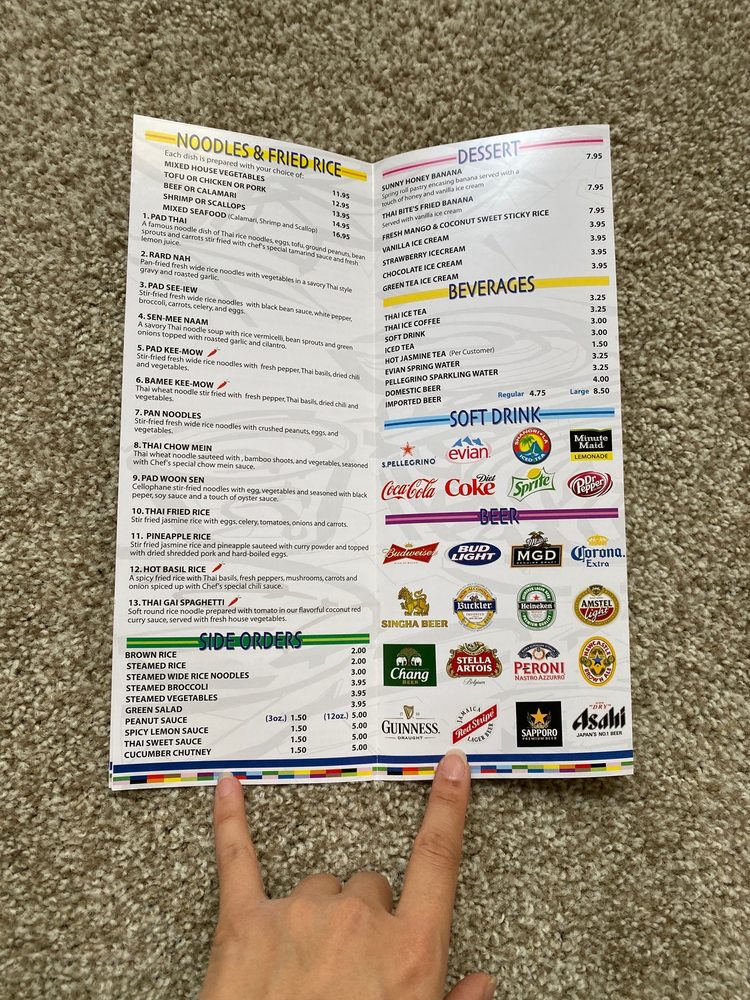 NOODLES & FRIED RICE
Each dish is prepared with your choice of:
MIXED HOUSE VEGETABLES 11.95
TOFU OR CHICKEN OR PORK 12.95
BEEF OR CALAMARI 13.95
SHRIMP OR SCALLOPS 14.95
MIXED SEAFOOD (Calamari, Shrimp and Scallop) 16.95
1. PAD THAI
A famous noodle dish of Thai rice noodles, eggs, tofu, ground peanuts, bean
sprouts and carrots stir fried with chef's special tamarind sauce and fresh
lemon juice.
2. RARD NAH
Pan-fried fresh wide rice noodles with vegetables in a savory Thai style
gravy and roasted garlic.
3. PAD SEE-IEW
Stir-fried fresh wide rice noodles with black bean sauce, white pepper,
broccoli, carrots, celery, and eggs.
4. SEN-MEE NAAM
A savory Thai noodle soup with rice vermicelli, bean sprouts and green
onions topped with roasted garlic and cilantro.
5. PAD KEE-MOW
Stir-fried fresh wide rice noodles with fresh pepper, Thai basils, dried chili
and vegetables.
6. BAMEE KEE-MOW
Thai wheat noodle stir fried with fresh pepper, Thai basils, dried chili and
vegetables.
7. PAN NOODLES
Stir-fried fresh wide rice noodles with crushed peanuts, eggs, and
vegetables.
8. THAI CHOW MEIN
Thai wheat noodle sauteed with , bamboo shoots, and vegetables, seasoned
with Chef's special chow mein sauce.
9. PAD WOON SEN
Cellophane stir-fried noodles with egg, vegetables and seasoned with black
peper, soy sauce and a touch of oyster sauce.
10. THAI FRIED RICE
Stir fried jasmine rice with eggs, celery, tomatoes, onions and carrots.
11. PINEAPPLE RICE
Stir fried jasmine rice and pineapple sauteed with curry powder and topped
with dried shredded pork and hard-boiled eggs.
12. HOT BASIL RICE
A spicy fried rice with Thai basils, fresh peppers, mushrooms, carrots and
onion spiced up with Chef's special chili sauce.
13. THAI GAI SPAGHETTI
Soft round rice noodle prepared with tomato in our flavorful coconut red
curry sauce, served with fresh house vegetables.
SIDE ORDERS
BROWN RICE 2.00
STEAMED RICE 2.00
STEAMED WIDE RICE NOODLES 3.00
STEAMED BROCCOLI 3.95
STEAMED VEGETABLES 3.95
GREEN SALAD 3.95
PEANUT SAUCE (3oz.) 1.50 (12oz.) 5.00
SPICY LEMON SAUCE 1.50 5.00
THAI SWEET SAUCE 1.50 5.00
CUCUMBER CHUTNEY 1.50 5.00
DESSERT
SUNNY HONEY BANANA 7.95
Spring roll pastry encasing banana served with a
touch of honey and vanilla ice cream
THAI BITE'S FRIED BANANA 7.95
Served with vanilla ice cream
FRESH MANGO & COCONUT SWEET STICKY RICE 7.95
VANILLA ICE CREAM 3.95
STRAWBERRY ICECREAM 3.95
CHOCOLATE ICE CREAM 3.95
GREEN TEA ICE CREAM 3.95
BEVERAGES
THAI ICE TEA 3.25
THAI ICE COFFEE 3.25
SOFT DRINK 3.00
ICED TEA 3.00
HOT JASMINE TEA (Per Customer) 1.50
EVIAN SPRING WATER 3.25
PELLEGRINO SPARKLING WATER 3.25
DOMESTIC BEER 4.00
IMPORTED BEER Regular 4.75 Large 8.50
SOFT DRINK
S.PELLEGRINO evian. SHANGRI-LA ICED TEA Minute Maid LEMONADE
Coca-Cola Diet Coke Sprite Dr Pepper
BEER
Budweiser BUD LIGHT Miller MGD Corona Extra
SINGHA BEER Buckler Heineken AMSTEL Light
Chang BEER STELLA ARTOIS Belgium PERONI NASTRO AZZURRO NEWCASTLE BROWN ALE
GUINNESS DRAUGHT JAMAICA Red Stripe LAGER BEER SAPPORO PREMIUM BEER "DRY" Asahi JAPAN'S NO.1 BEER